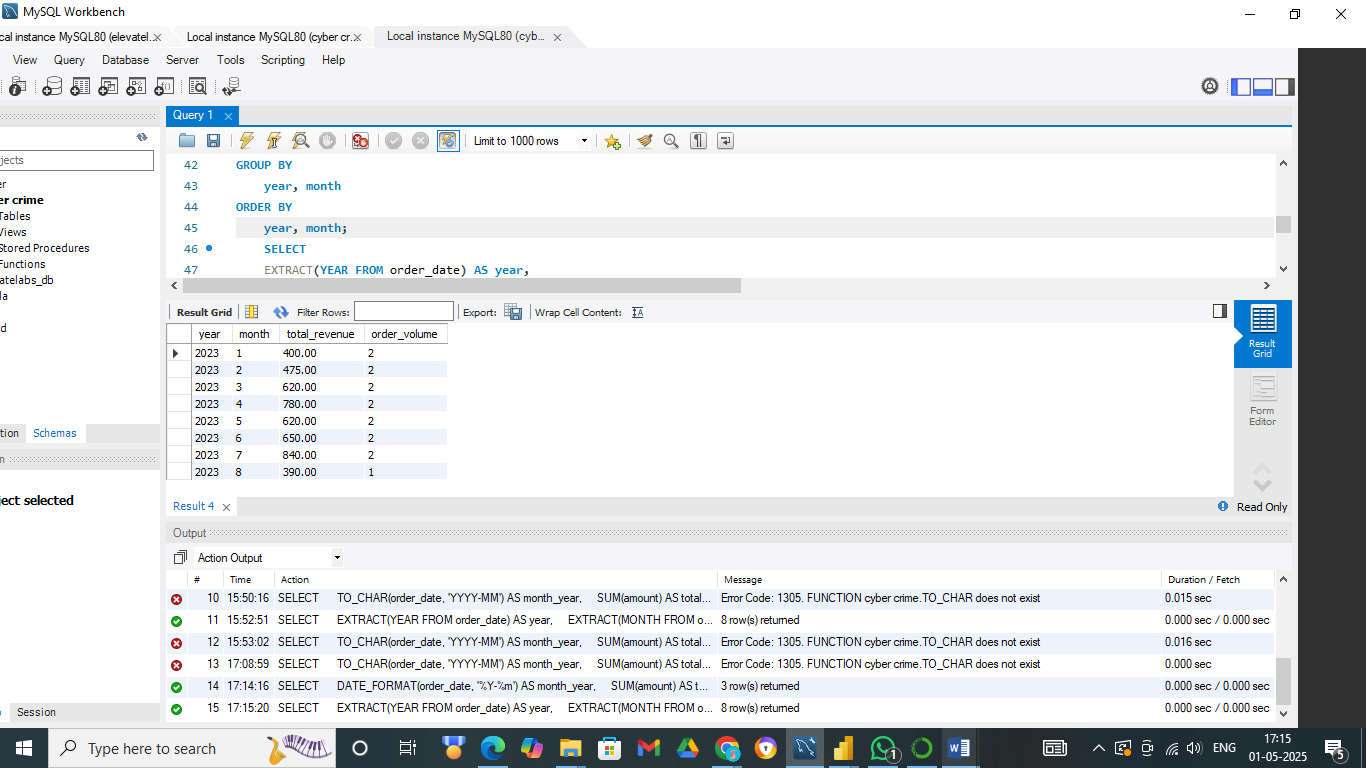 MySQL Workbench
cal instance MySQL80 (elevatel... Local instance MySQL80 (cyber cr... Local instance MySQL80 (cyb...
View Query Database Server Tools Scripting Help
Query 1
Limit to 1000 rows
jects
er
er crime
Tables
Views
Stored Procedures
Functions
atelabs_db
la
d
tion Schemas
n
ject selected
Session
42 GROUP BY
43 year, month
44 ORDER BY
45 year, month;
46 SELECT
47 EXTRACT(YEAR FROM order_date) AS year,
Result Grid Filter Rows: Export: Wrap Cell Content:
year month total_revenue order_volume
2023 1 400.00 2
2023 2 475.00 2
2023 3 620.00 2
2023 4 780.00 2
2023 5 620.00 2
2023 6 650.00 2
2023 7 840.00 2
2023 8 390.00 1
Result
Grid
Form
Editor
Result 4
Read Only
Output
Action Output
# Time Action Message Duration / Fetch
10 15:50:16 SELECT TO_CHAR(order_date, 'YYYY-MM') AS month_year, SUM(amount) AS total... Error Code: 1305. FUNCTION cyber crime.TO_CHAR does not exist 0.015 sec
11 15:52:51 SELECT EXTRACT(YEAR FROM order_date) AS year, EXTRACT(MONTH FROM o... 8 row(s) returned 0.000 sec / 0.000 sec
12 15:53:02 SELECT TO_CHAR(order_date, 'YYYY-MM') AS month_year, SUM(amount) AS total... Error Code: 1305. FUNCTION cyber crime.TO_CHAR does not exist 0.016 sec
13 17:08:59 SELECT TO_CHAR(order_date, 'YYYY-MM') AS month_year, SUM(amount) AS total... Error Code: 1305. FUNCTION cyber crime.TO_CHAR does not exist 0.000 sec
14 17:14:16 SELECT DATE_FORMAT(order_date, '%Y-%m') AS month_year, SUM(amount) AS t... 3 row(s) returned 0.000 sec / 0.000 sec
15 17:15:20 SELECT EXTRACT(YEAR FROM order_date) AS year, EXTRACT(MONTH FROM o... 8 row(s) returned 0.000 sec / 0.000 sec
Type here to search
1
ENG
17:15
01-05-2025
5